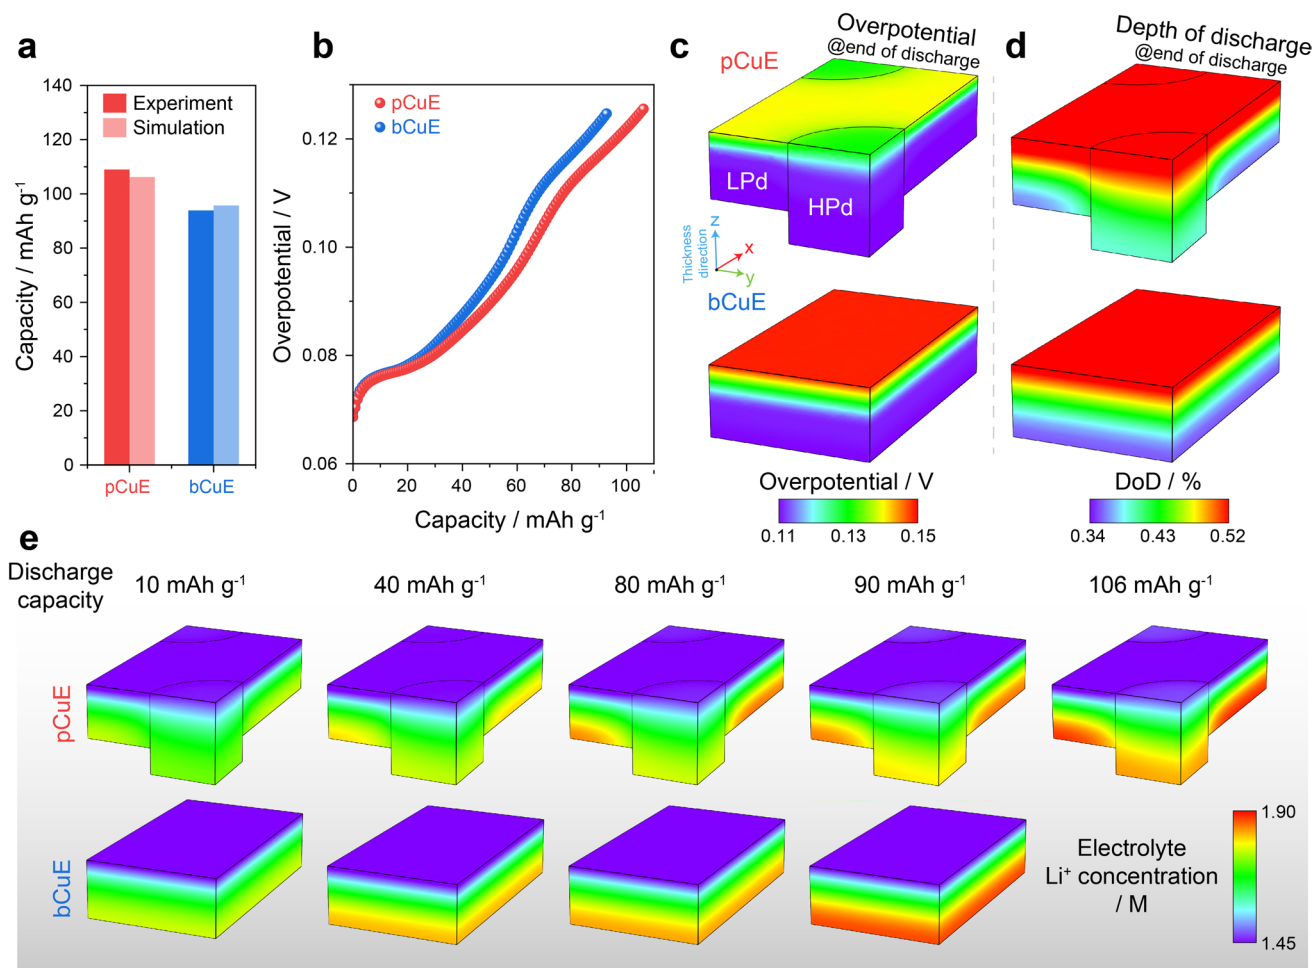 a
Capacity / mAh g⁻¹
140
120
100
80
60
40
20
0
Experiment
Simulation
pCuE
bCuE
b
Overpotential / V
0.12
0.10
0.08
0.06
pCuE
bCuE
0
20
40
60
80
100
Capacity / mAh g⁻¹
c
Overpotential
@end of discharge
pCuE
LPd
HPd
Thickness
direction
z
x
y
bCuE
Overpotential / V
0.11
0.13
0.15
d
Depth of discharge
@end of discharge
DoD / %
0.34
0.43
0.52
e
Discharge
capacity
10 mAh g⁻¹
40 mAh g⁻¹
80 mAh g⁻¹
90 mAh g⁻¹
106 mAh g⁻¹
pCuE
bCuE
Electrolyte
Li⁺ concentration
/ M
1.90
1.45